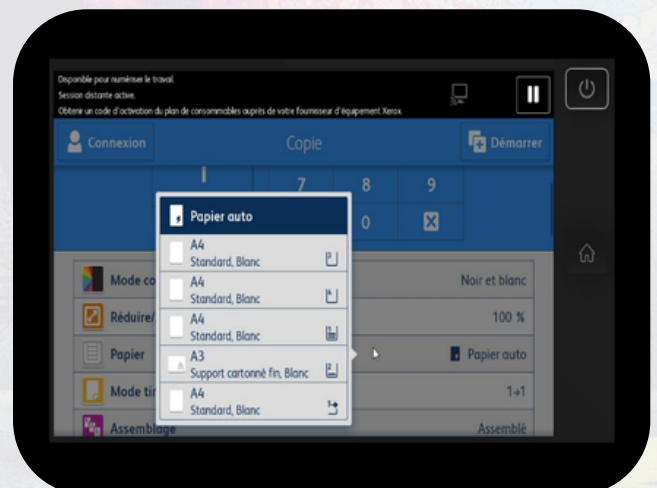 Disponible pour numériser le travail.
Session distante active.
Obtenir un code d'activation du plan de consommables auprès de votre fournisseur d'équipement Xerox.
Connexion
Copie
Démarrer
7 8 9
0
Papier auto
A4
Standard, Blanc
A4
Standard, Blanc
A4
Standard, Blanc
A3
Support cartonné fin, Blanc
A4
Standard, Blanc
Mode co
Noir et blanc
Réduire/
100 %
Papier
Papier auto
Mode tir
1→1
Assemblage
Assemblé